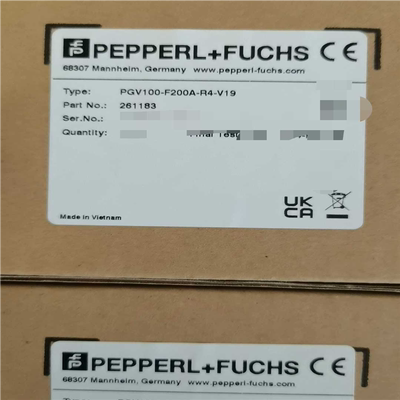 PEPPERL+FUCHS CE
68307 Mannheim, Germany www.pepperl-fuchs.com
Type: PGV100-F200A-R4-V19
Part No.: 261183
Ser.No.:
Quantity:
UK
CA
Made in Vietnam
PEPPERL+FUCHS CE
68307 Mannheim, Germany www.pepperl-fuchs.com